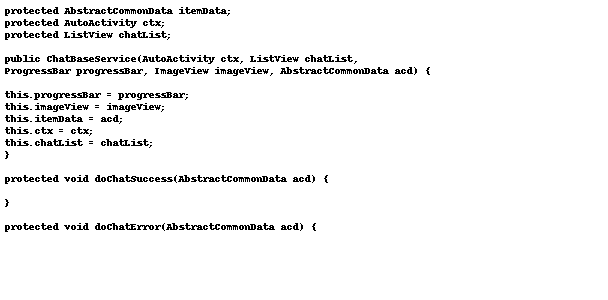 protected AbstractCommonData itemData;
protected AutoActivity ctx;
protected ListView chatList;
public ChatBaseService(AutoActivity ctx, ListView chatList,
ProgressBar progressBar, ImageView imageView, AbstractCommonData acd) {
this.progressBar = progressBar;
this.imageView = imageView;
this.itemData = acd;
this.ctx = ctx;
this.chatList = chatList;
}
protected void doChatSuccess(AbstractCommonData acd) {
}
protected void doChatError(AbstractCommonData acd) {